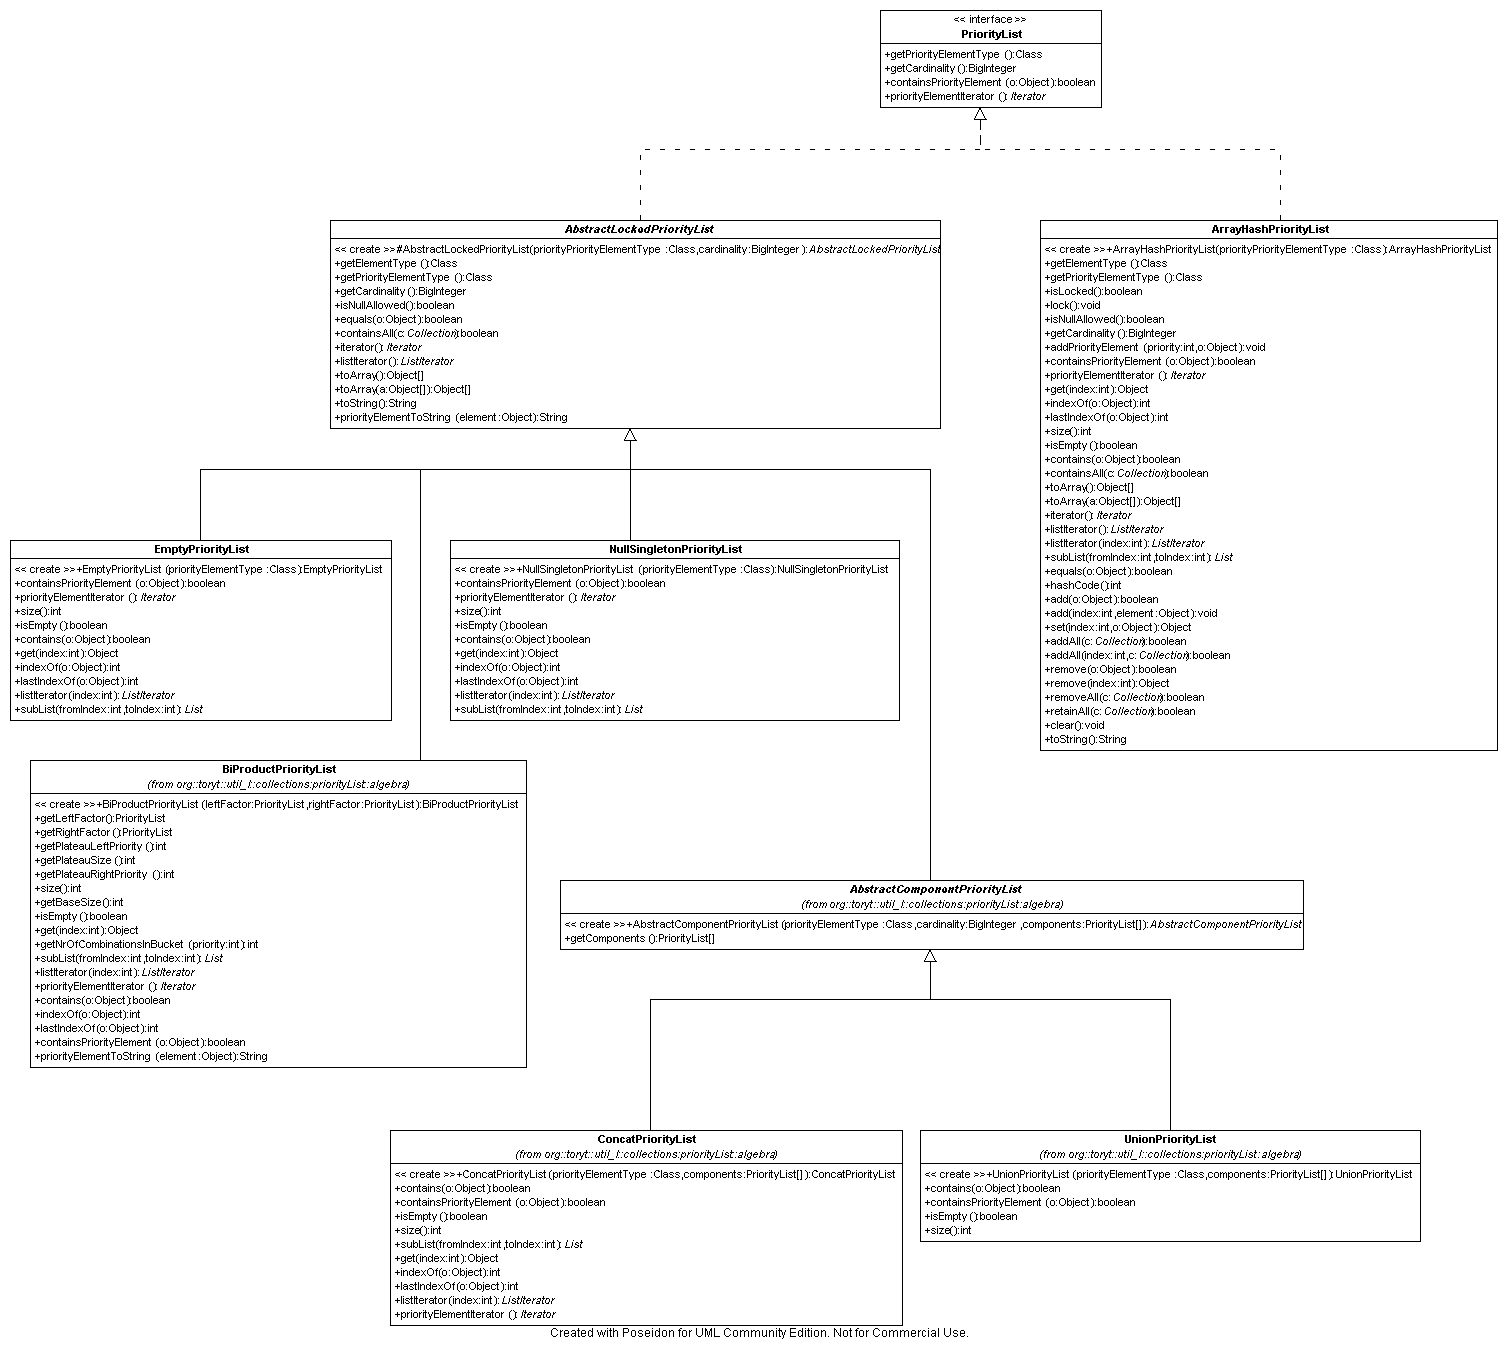 << interface >>
PriorityList
+getPriorityElementType ():Class
+getCardinality ():BigInteger
+containsPriorityElement (o:Object):boolean
+priorityElementIterator (): Iterator
AbstractLockedPriorityList
<< create >>#AbstractLockedPriorityList(priorityPriorityElementType :Class,cardinality:BigInteger ):AbstractLockedPriorityList
+getElementType ():Class
+getPriorityElementType ():Class
+getCardinality ():BigInteger
+isNullAllowed():boolean
+equals(o:Object):boolean
+containsAll(c: Collection):boolean
+iterator(): Iterator
+listIterator(): ListIterator
+toArray():Object[]
+toArray(a:Object[]):Object[]
+toString():String
+priorityElementToString (element :Object):String
ArrayHashPriorityList
<< create >>+ArrayHashPriorityList(priorityPriorityElementType :Class):ArrayHashPriorityList
+getElementType ():Class
+getPriorityElementType ():Class
+isLocked():boolean
+lock():void
+isNullAllowed():boolean
+getCardinality ():BigInteger
+addPriorityElement (priority:int,o:Object):void
+containsPriorityElement (o:Object):boolean
+priorityElementIterator (): Iterator
+get(index:int):Object
+indexOf(o:Object):int
+lastIndexOf(o:Object):int
+size():int
+isEmpty ():boolean
+contains(o:Object):boolean
+containsAll(c: Collection):boolean
+toArray():Object[]
+toArray(a:Object[]):Object[]
+iterator(): Iterator
+listIterator(): ListIterator
+listIterator(index:int): ListIterator
+subList(fromIndex:int,toIndex:int): List
+equals(o:Object):boolean
+hashCode():int
+add(o:Object):boolean
+add(index:int,element :Object):void
+set(index:int,o:Object):Object
+addAll(c: Collection):boolean
+addAll(index:int,c: Collection):boolean
+remove(o:Object):boolean
+remove(index:int):Object
+removeAll(c: Collection):boolean
+retainAll(c: Collection):boolean
+clear():void
+toString():String
EmptyPriorityList
<< create >>+EmptyPriorityList (priorityElementType :Class):EmptyPriorityList
+containsPriorityElement (o:Object):boolean
+priorityElementIterator (): Iterator
+size():int
+isEmpty ():boolean
+contains(o:Object):boolean
+get(index:int):Object
+indexOf(o:Object):int
+lastIndexOf(o:Object):int
+listIterator(index:int): ListIterator
+subList(fromIndex:int,toIndex:int): List
NullSingletonPriorityList
<< create >>+NullSingletonPriorityList (priorityElementType :Class):NullSingletonPriorityList
+containsPriorityElement (o:Object):boolean
+priorityElementIterator (): Iterator
+size():int
+isEmpty ():boolean
+contains(o:Object):boolean
+get(index:int):Object
+indexOf(o:Object):int
+lastIndexOf(o:Object):int
+listIterator(index:int): ListIterator
+subList(fromIndex:int,toIndex:int): List
BiProductPriorityList
(from org::toryt::util_I::collections:priorityList:algebra)
<< create >>+BiProductPriorityList (leftFactor:PriorityList ,rightFactor:PriorityList ):BiProductPriorityList
+getLeftFactor():PriorityList
+getRightFactor ():PriorityList
+getPlateauLeftPriority ():int
+getPlateauSize ():int
+getPlateauRightPriority ():int
+size():int
+getBaseSize():int
+isEmpty ():boolean
+get(index:int):Object
+getNrOfCombinationsInBucket (priority:int):int
+subList(fromIndex:int,toIndex:int): List
+listIterator(index:int): ListIterator
+priorityElementIterator (): Iterator
+contains(o:Object):boolean
+indexOf(o:Object):int
+lastIndexOf(o:Object):int
+containsPriorityElement (o:Object):boolean
+priorityElementToString (element :Object):String
AbstractComponentPriorityList
(from org::toryt::util_I::collections:priorityList:algebra)
<< create >>+AbstractComponentPriorityList (priorityElementType :Class,cardinality:BigInteger ,components:PriorityList[]): AbstractComponentPriorityList
+getComponents ():PriorityList[]
ConcatPriorityList
(from org::toryt::util_I::collections:priorityList:algebra)
<< create >>+ConcatPriorityList (priorityElementType :Class,components:PriorityList[]):ConcatPriorityList
+contains(o:Object):boolean
+containsPriorityElement (o:Object):boolean
+isEmpty ():boolean
+size():int
+subList(fromIndex:int,toIndex:int): List
+get(index:int):Object
+indexOf(o:Object):int
+lastIndexOf(o:Object):int
+listIterator(index:int): ListIterator
+priorityElementIterator (): Iterator
UnionPriorityList
(from org::toryt::util_I::collections:priorityList:algebra)
<< create >>+UnionPriorityList (priorityElementType :Class,components:PriorityList[]):UnionPriorityList
+contains(o:Object):boolean
+containsPriorityElement (o:Object):boolean
+isEmpty ():boolean
+size():int
Created with Poseidon for UML Community Edition. Not for Commercial Use.